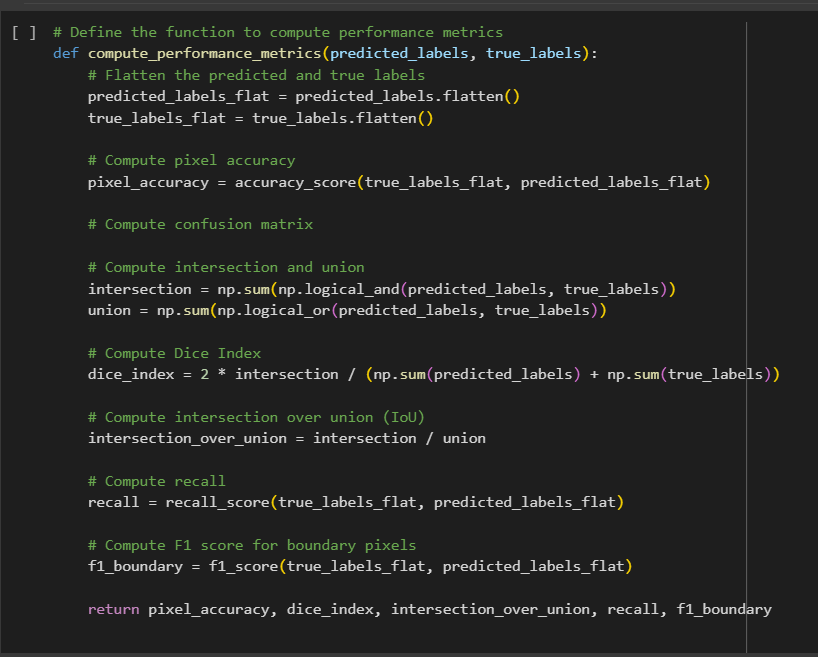 [ ] # Define the function to compute performance metrics
def compute_performance_metrics(predicted_labels, true_labels):
    # Flatten the predicted and true labels
    predicted_labels_flat = predicted_labels.flatten()
    true_labels_flat = true_labels.flatten()

    # Compute pixel accuracy
    pixel_accuracy = accuracy_score(true_labels_flat, predicted_labels_flat)

    # Compute confusion matrix

    # Compute intersection and union
    intersection = np.sum(np.logical_and(predicted_labels, true_labels))
    union = np.sum(np.logical_or(predicted_labels, true_labels))

    # Compute Dice Index
    dice_index = 2 * intersection / (np.sum(predicted_labels) + np.sum(true_labels))

    # Compute intersection over union (IoU)
    intersection_over_union = intersection / union

    # Compute recall
    recall = recall_score(true_labels_flat, predicted_labels_flat)

    # Compute F1 score for boundary pixels
    f1_boundary = f1_score(true_labels_flat, predicted_labels_flat)

    return pixel_accuracy, dice_index, intersection_over_union, recall, f1_boundary